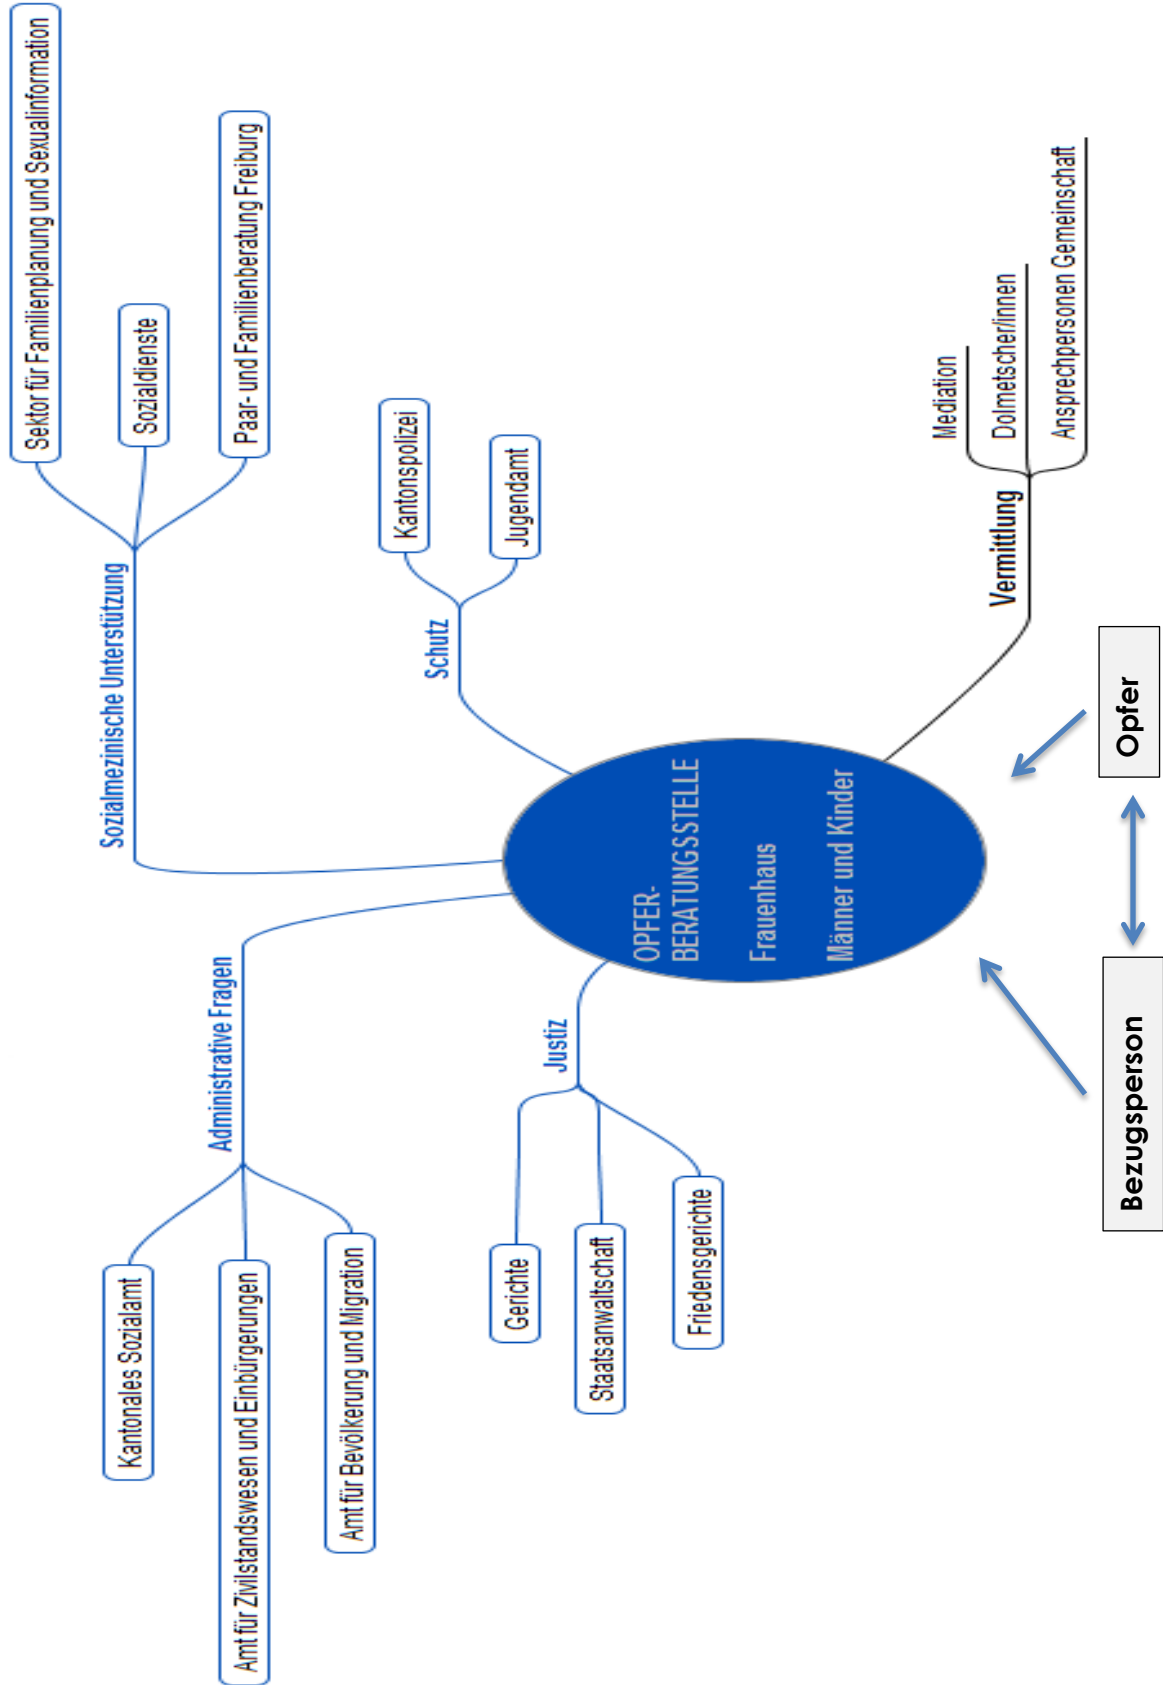 Administrative Fragen
Kantonales Sozialamt
Amt für Zivilstandswesen und Einbürgerungen
Amt für Bevölkerung und Migration
Sozialmezinische Unterstützung
Sektor für Familienplanung und Sexualinformation
Sozialdienste
Paar- und Familienberatung Freiburg
Justiz
Gerichte
Staatsanwaltschaft
Friedensgerichte
OPFER-
BERATUNGSSTELLE
Frauenhaus
Männer und Kinder
Schutz
Kantonspolizei
Jugendamt
Vermittlung
Mediation
Dolmetscher/innen
Ansprechpersonen Gemeinschaft
Bezugsperson
Opfer